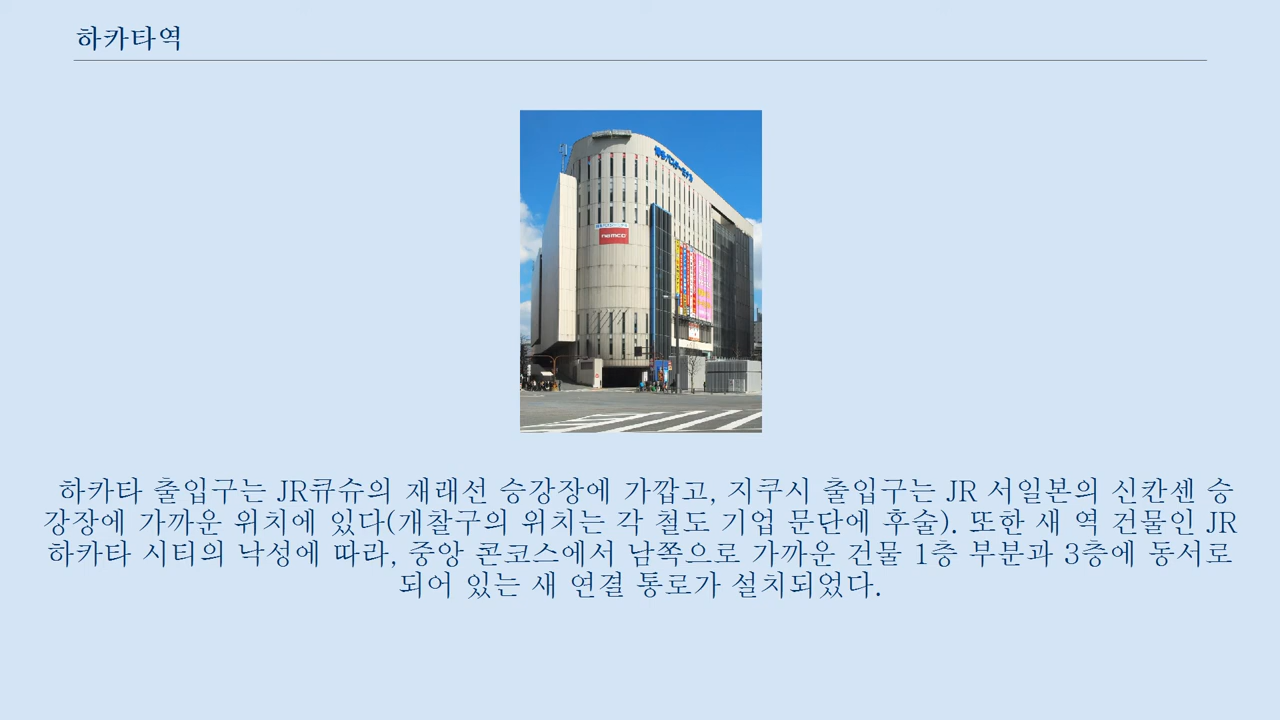 하카타역
nemco
하카타 출입구는 JR큐슈의 재래선 승강장에 가깝고, 지쿠시 출입구는 JR 서일본의 신칸센 승
강장에 가까운 위치에 있다(개찰구의 위치는 각 철도 기업 문단에 후술). 또한 새 역 건물인 JR
하카타 시티의 낙성에 따라, 중앙 콘코스에서 남쪽으로 가까운 건물 1층 부분과 3층에 동서로
되어 있는 새 연결 통로가 설치되었다.